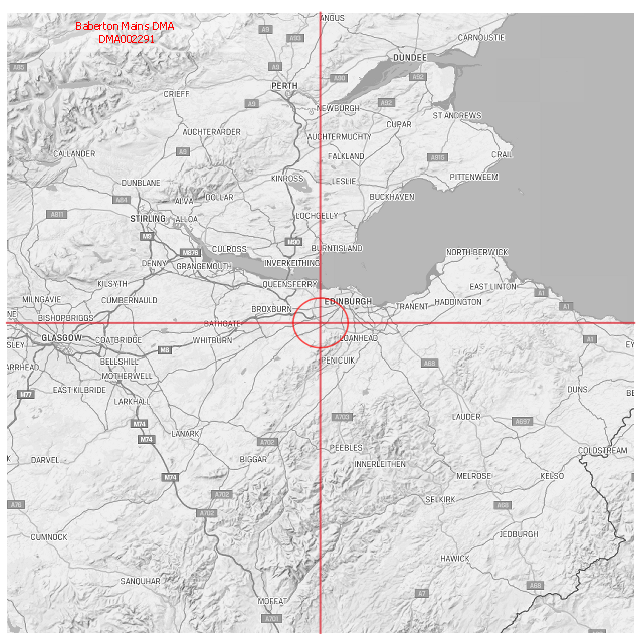 Baberton Mains DMA
DMA002291
ANGUS
CARNOUSTIE
A9
A93
DUNDEE
A85
A9
A90
A92
PERTH
CRIEFF
A9
NEWBURGH
A92
ST ANDREWS
CUPAR
AUCHTERARDER
AUCHTERMUCHTY
CALLANDER
A9
FALKLAND
A915
CRAIL
KINROSS
LESLIE
PITTENWEEM
DUNBLANE
A84
ALVA
DOLLAR
BUCKHAVEN
A811
STIRLING
ALLOA
LOCHGELLY
M9
M876
CULROSS
M90
BURNTISLAND
DENNY
GRANGEMOUTH
INVERKEITHING
NORTH BERWICK
KILSYTH
QUEENSFERRY
EAST LINTON
A1
MILNGAVIE
CUMBERNAULD
BROXBURN
EDINBURGH
TRANENT
HADDINGTON
A1
BISHOPBRIGGS
BATHGATE
GLASGOW
COATBRIDGE
M8
WHITBURN
LOANHEAD
A1
BELLSHILL
PENICUIK
A68
MOTHERWELL
M77
EAST KILBRIDE
DUNS
LARKHALL
A703
LAUDER
A697
M74
M74
LANARK
A702
PEEBLES
COLDSTREAM
DARVEL
BIGGAR
INNERLEITHEN
M74
MELROSE
KELSO
A702
SELKIRK
A76
A702
A68
CUMNOCK
JEDBURGH
HAWICK
SANQUHAR
A68
A7
MOFFAT
A701